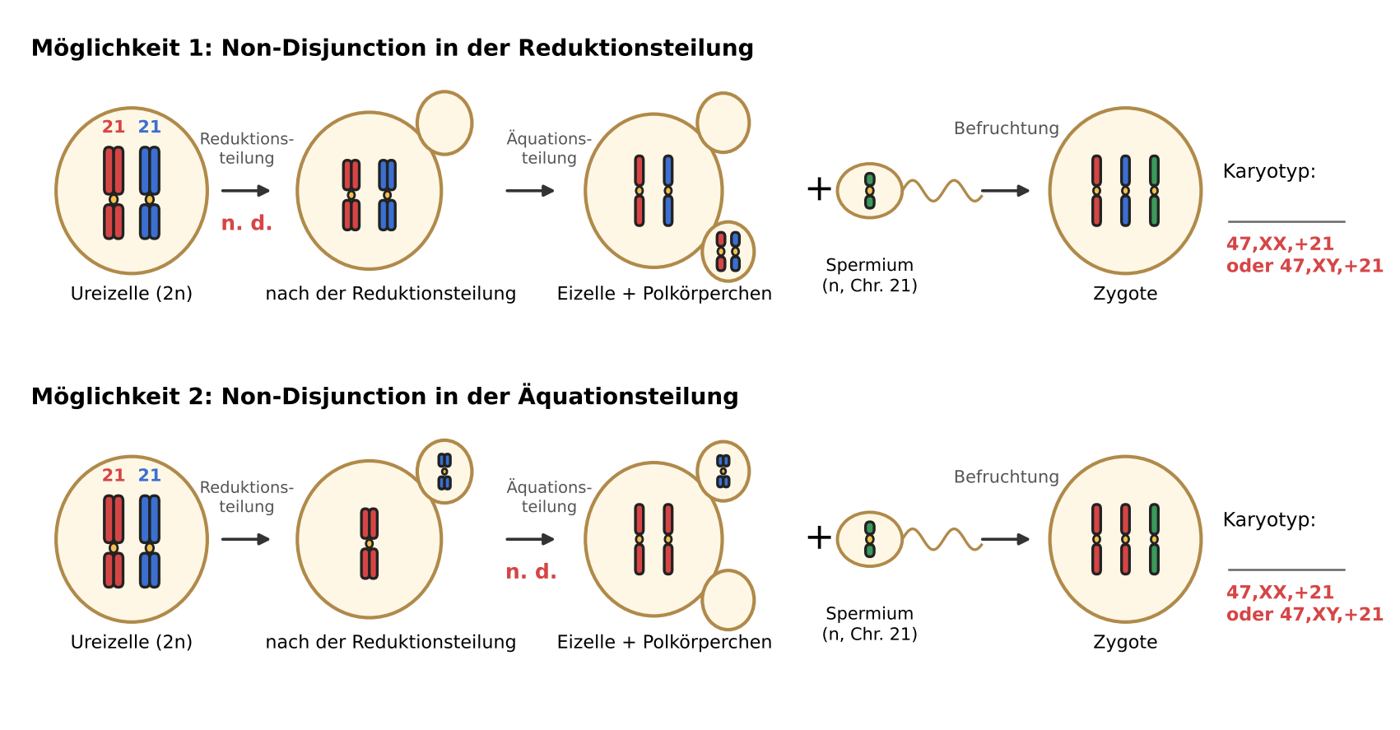 Möglichkeit 1: Non-Disjunction in der Reduktionsteilung
21 21
Reduktions-
teilung
n. d.
Äquations-
teilung
+
Befruchtung
Karyotyp:
47,XX,+21
oder 47,XY,+21
Ureizelle (2n)
nach der Reduktionsteilung
Eizelle + Polkörperchen
Spermium
(n, Chr. 21)
Zygote
Möglichkeit 2: Non-Disjunction in der Äquationsteilung
21 21
Reduktions-
teilung
Äquations-
teilung
n. d.
+
Befruchtung
Karyotyp:
47,XX,+21
oder 47,XY,+21
Ureizelle (2n)
nach der Reduktionsteilung
Eizelle + Polkörperchen
Spermium
(n, Chr. 21)
Zygote